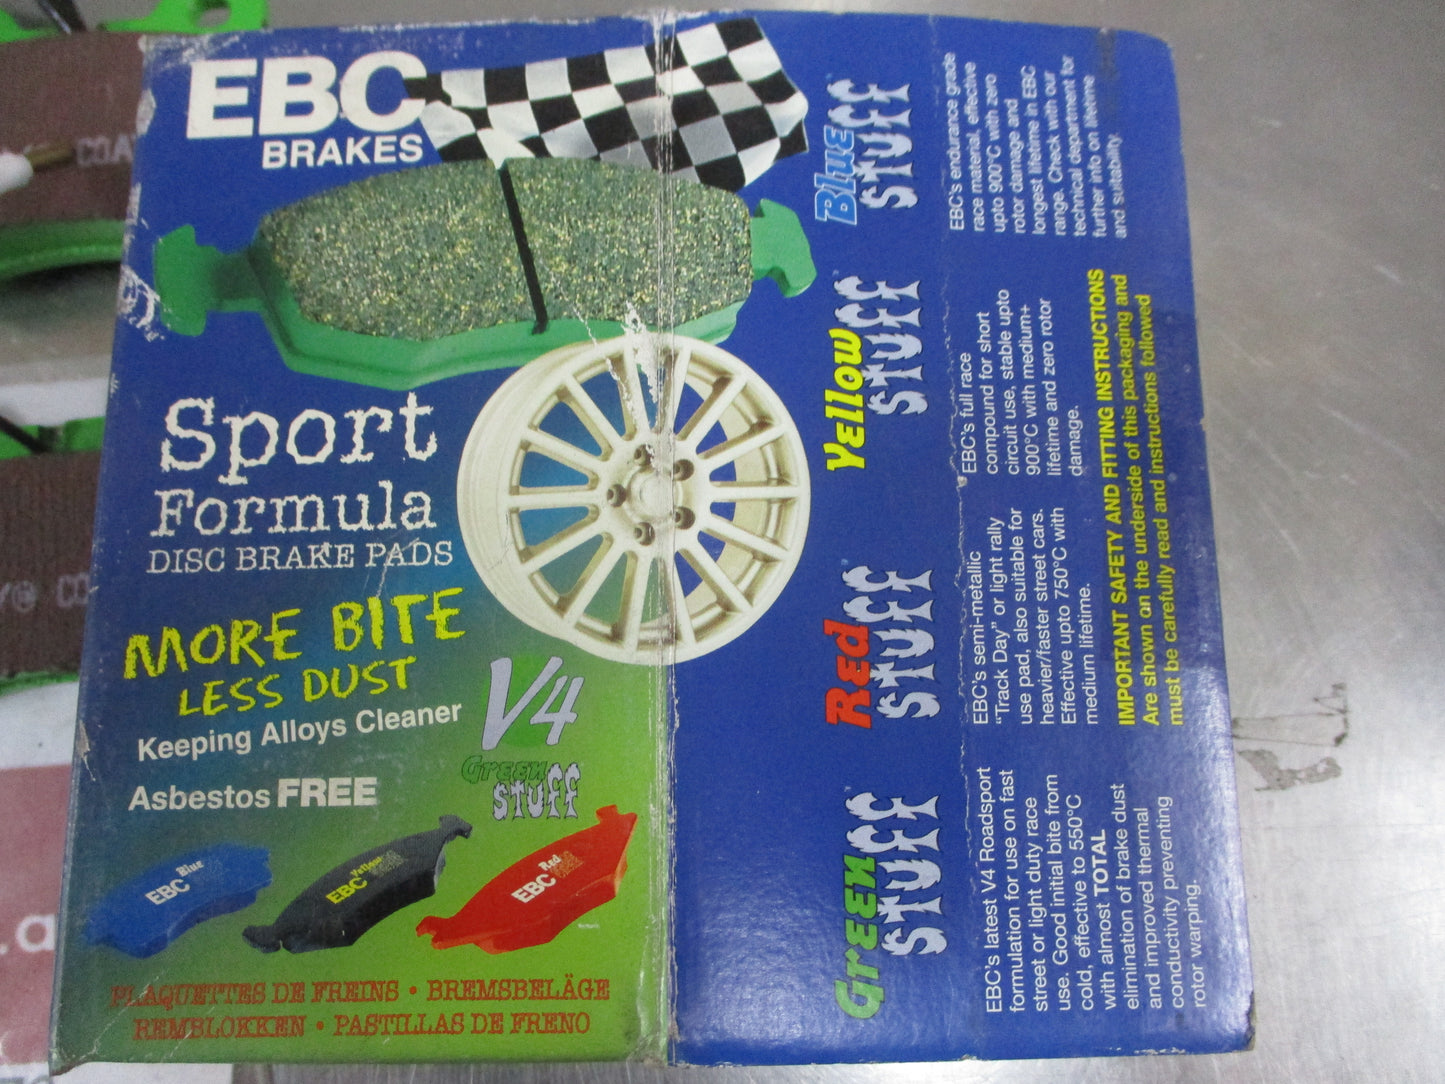 EBC
BRAKES
Sport
Formula
DISC BRAKE PADS
MORE BITE
LESS DUST
Keeping Alloys Cleaner
Asbestos FREE
V4
Green
STUFF
EBC Blue
EBC Yellow
EBC Red
PLAQUETTES DE FREINS • BREMSBELÄGE
REMBLOKKEN • PASTILLAS DE FRENO
Green
STUFF
EBC's latest V4 Roadsport
formulation for use on fast
street or light duty race
use. Good initial bite from
cold, effective to 550°C
with almost TOTAL
elimination of brake dust
and improved thermal
conductivity preventing
rotor warping.
Red
STUFF
EBC's semi-metallic
"Track Day" or light rally
use pad, also suitable for
heavier/faster street cars.
Effective upto 750°C with
medium lifetime.
Yellow
STUFF
EBC's full race
compound for short
circuit use, stable upto
900°C with medium+
lifetime and zero rotor
damage.
Blue
STUFF
EBC's endurance grade
race material, effective
upto 900°C with zero
rotor damage and
longest lifetime in EBC
range. Check with our
technical department for
further info on lifetime
and suitability.
IMPORTANT SAFETY AND FITTING INSTRUCTIONS
Are shown on the underside of this packaging and
must be carefully read and instructions followed